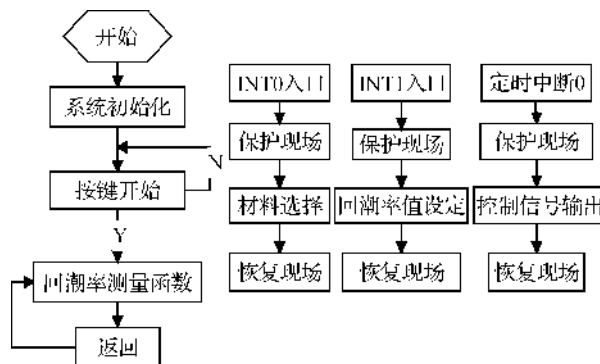 开始
系统初始化
按键开始
N
Y
回潮率测量函数
返回
INT0入口
保护现场
材料选择
恢复现场
INT1入口
保护现场
回潮率值设定
恢复现场
定时中断0
保护现场
控制信号输出
恢复现场